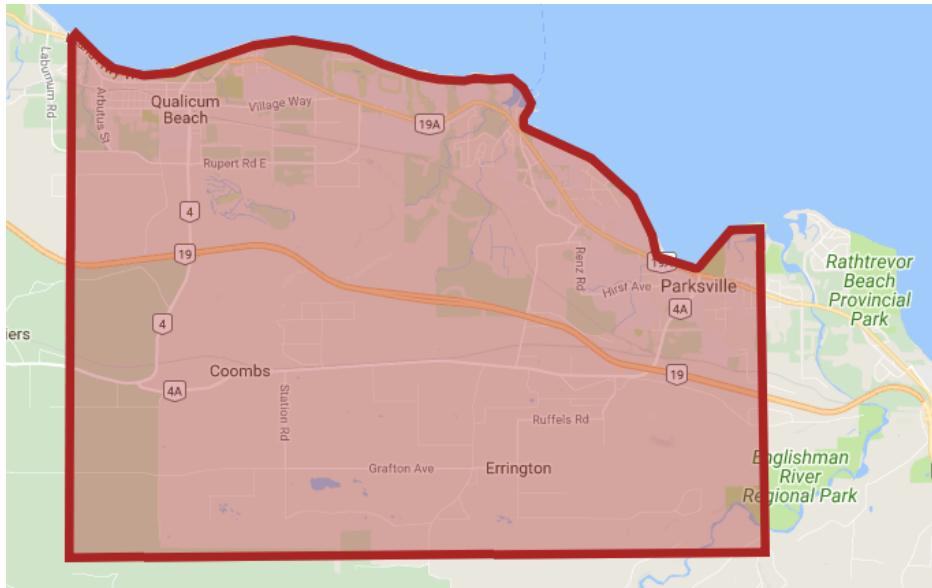 Laburnum Rd
Arbutus St
Qualicum
Beach
Village Way
19A
Rupert Rd E
4
19
Renz Rd
Hirst Ave
Parksville
Rathtrevor
Beach
Provincial
Park
4
4A
iers
Coombs
4A
19
Station Rd
Ruffels Rd
Grafton Ave
Errington
Englishman
River
Regional Park